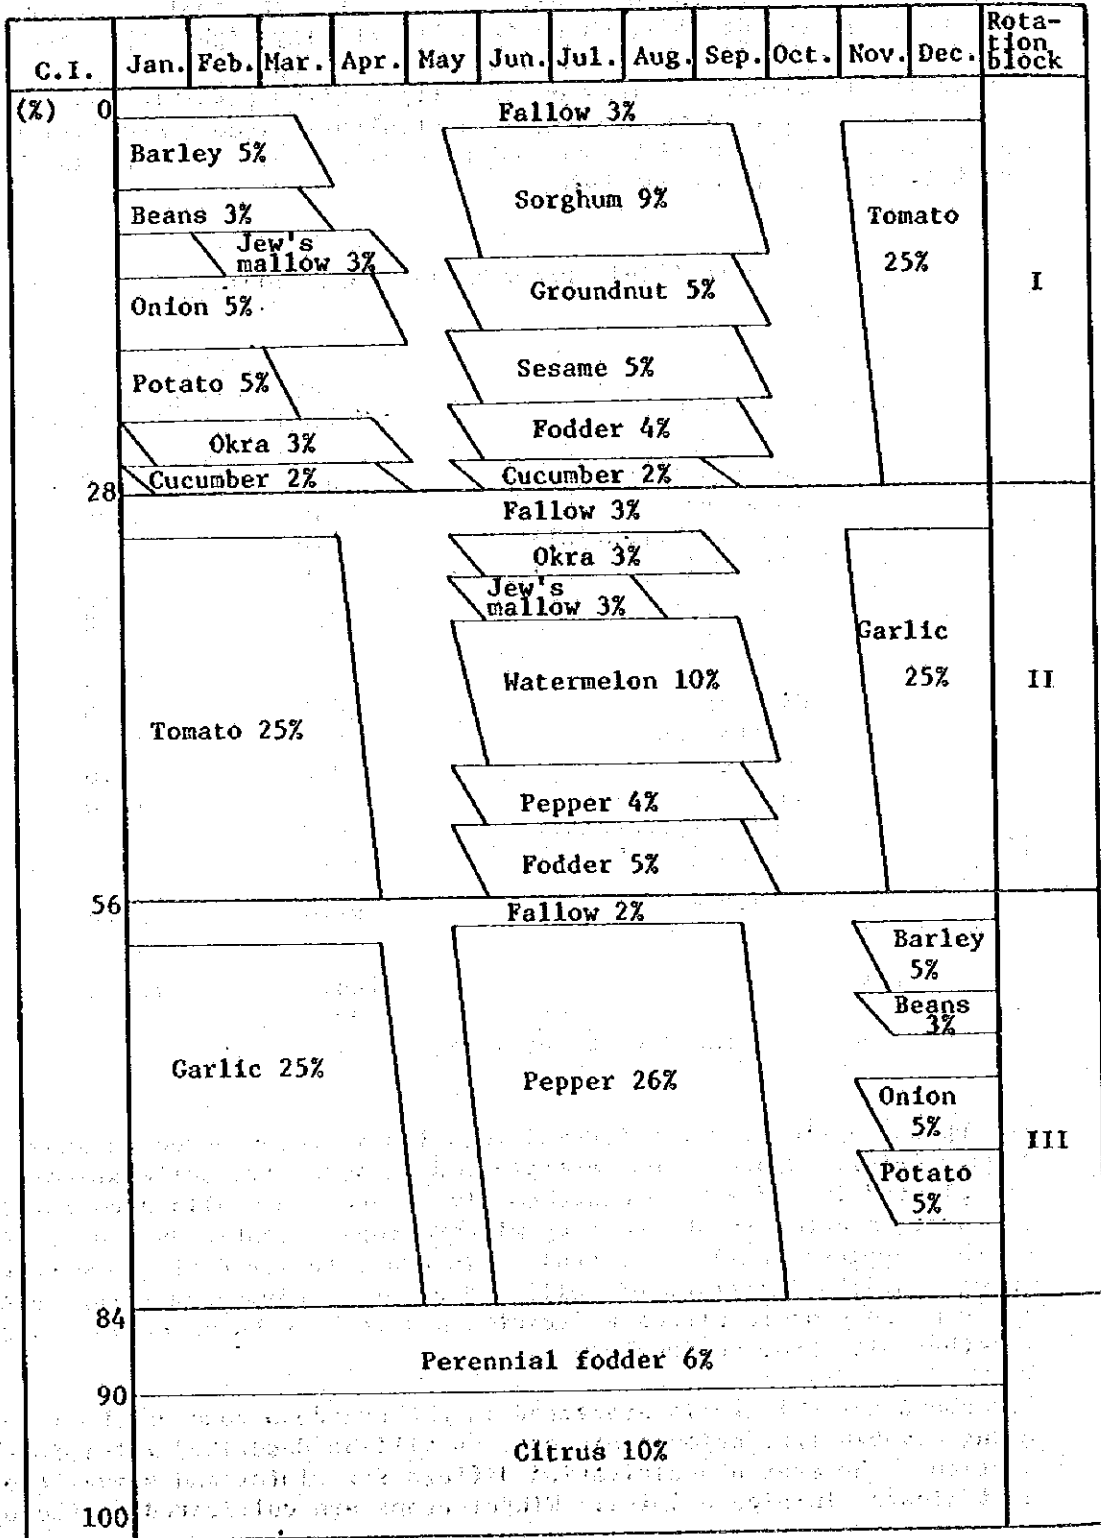 C.I. Jan. Feb. Mar. Apr. May Jun. Jul. Aug. Sep. Oct. Nov. Dec. Rota-
tion
block
(%) 0
Fallow 3%
Barley 5%
Sorghum 9%
Beans 3%
Tomato
25%
Jew's
mallow 3%
I
Groundnut 5%
Onion 5%
Sesame 5%
Potato 5%
Fodder 4%
Okra 3%
Cucumber 2%
Cucumber 2%
28
Fallow 3%
Okra 3%
Jew's
mallow 3%
Garlic
25%
II
Watermelon 10%
Tomato 25%
Pepper 4%
Fodder 5%
56
Fallow 2%
Barley
5%
Beans
3%
Garlic 25%
Pepper 26%
Onion
5%
III
Potato
5%
84
Perennial fodder 6%
90
Citrus 10%
100